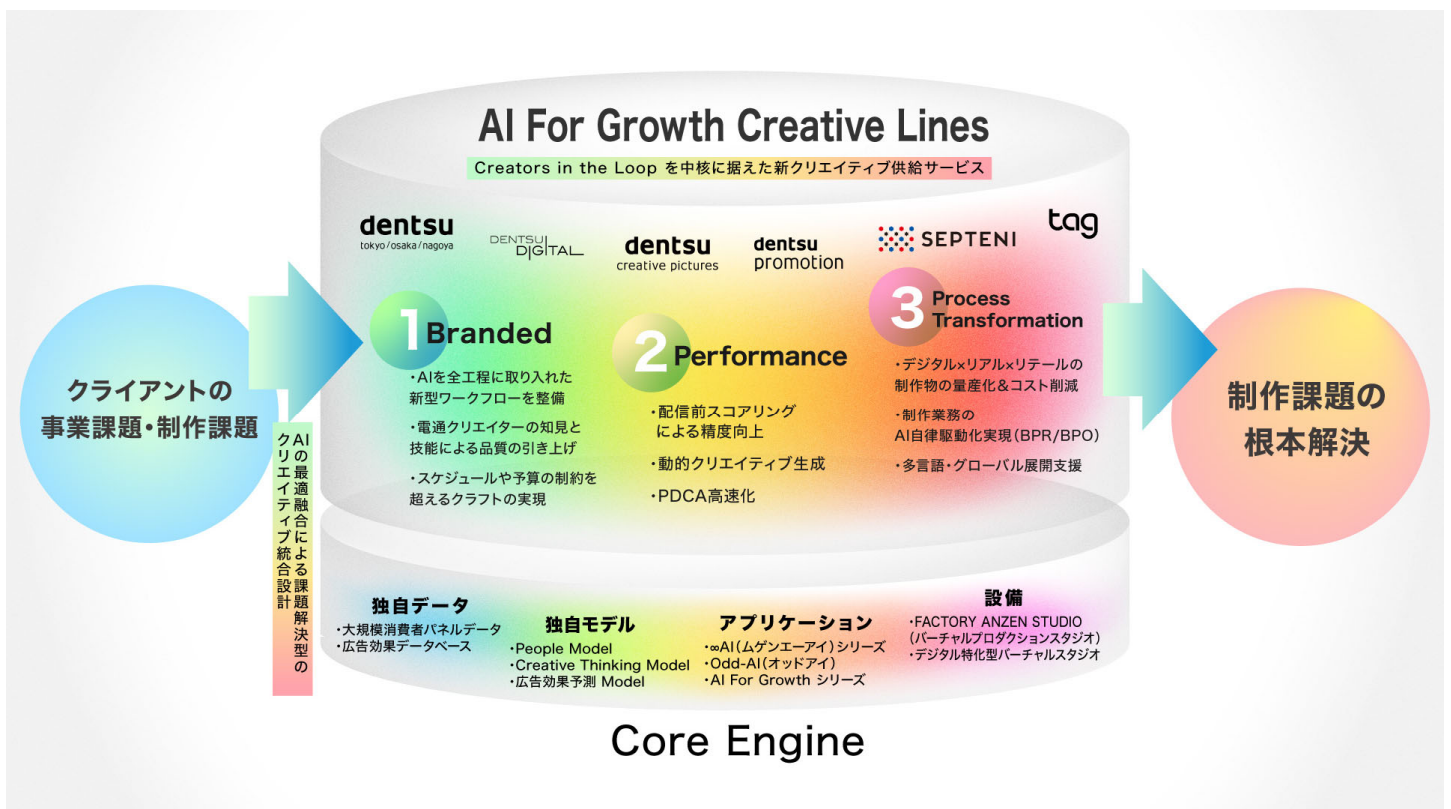 AI For Growth Creative Lines
Creators in the Loop を中核に据えた新クリエイティブ供給サービス
dentsu
tokyo/osaka/nagoya
DENTSU
DIGITAL
dentsu
creative pictures
dentsu
promotion
SEPTENI
tag
クライアントの
事業課題・制作課題
AIの最適融合による課題解決型の
クリエイティブ統合設計
1 Branded
・AIを全工程に取り入れた
新型ワークフローを整備
・電通クリエイターの知見と
技能による品質の引き上げ
・スケジュールや予算の制約を
超えるクラフトの実現
2 Performance
・配信前スコアリング
による精度向上
・動的クリエイティブ生成
・PDCA高速化
3 Process
Transformation
・デジタル×リアル×リテールの
制作物の量産化&コスト削減
・制作業務の
AI自律駆動化実現(BPR/BPO)
・多言語・グローバル展開支援
制作課題の
根本解決
独自データ
・大規模消費者パネルデータ
・広告効果データベース
独自モデル
・People Model
・Creative Thinking Model
・広告効果予測 Model
アプリケーション
・∞AI(ムゲンエーアイ)シリーズ
・Odd-AI(オッドアイ)
・AI For Growth シリーズ
設備
・FACTORY ANZEN STUDIO
(バーチャルプロダクションスタジオ)
・デジタル特化型バーチャルスタジオ
Core Engine